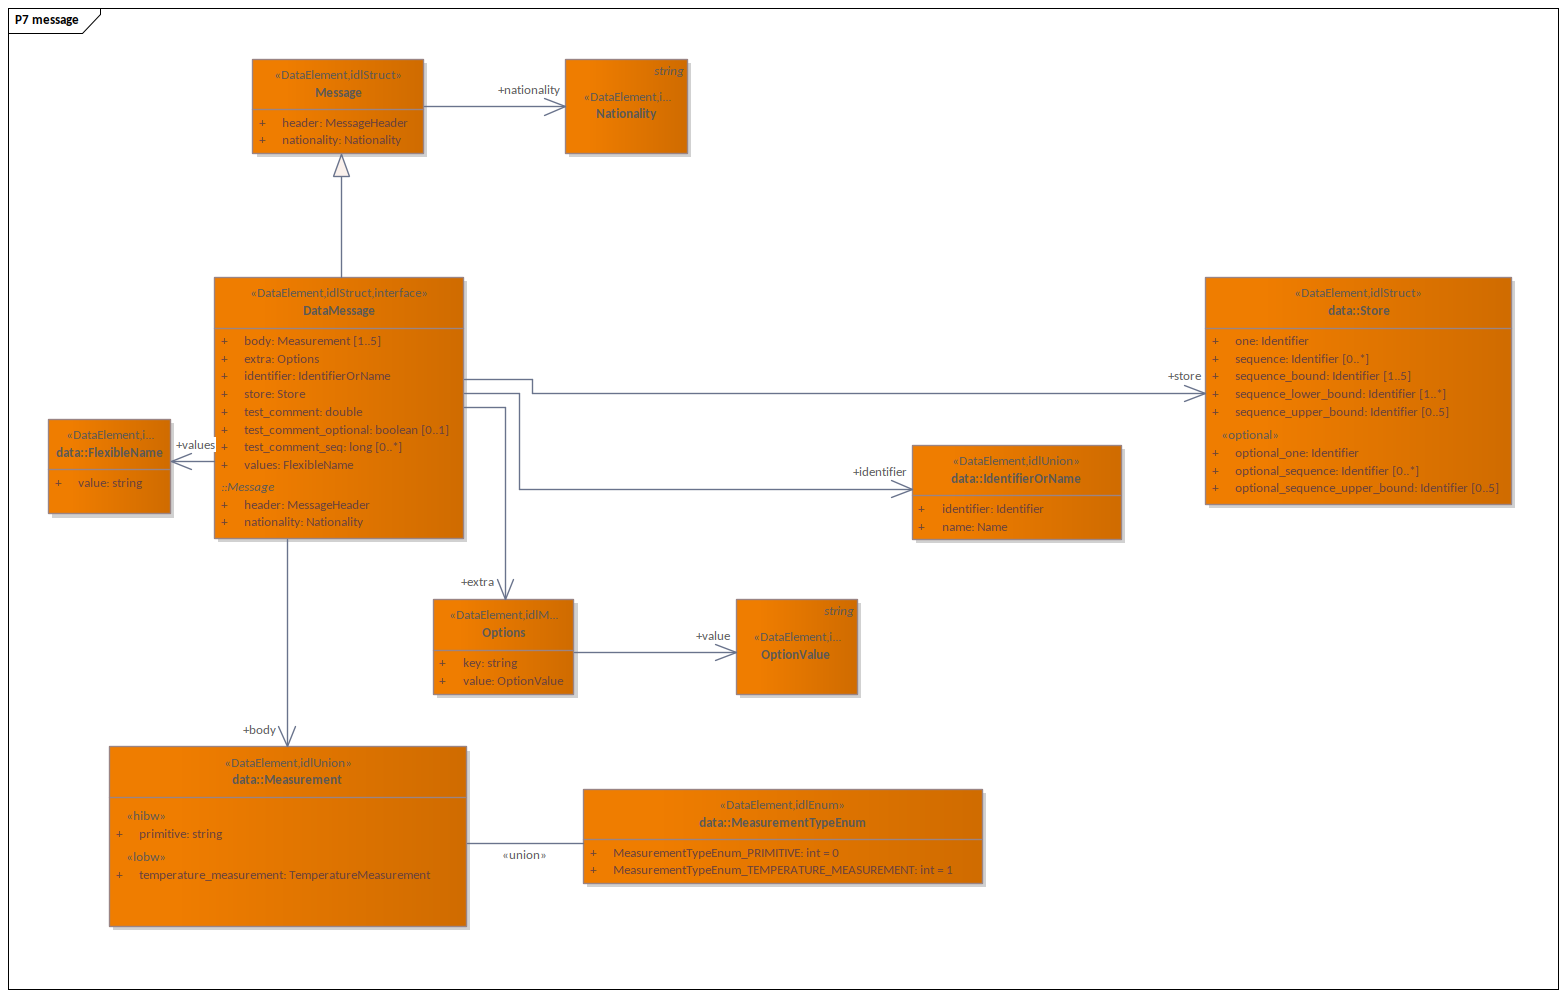 P7 message
«DataElement,idlStruct»
Message
+ header: MessageHeader
+ nationality: Nationality
+nationality
string
«DataElement,i...
Nationality
«DataElement,idlStruct,interface»
DataMessage
+ body: Measurement [1..5]
+ extra: Options
+ identifier: IdentifierOrName
+ store: Store
+ test_comment: double
+ test_comment_optional: boolean [0..1]
+ test_comment_seq: long [0..*]
+ values: FlexibleName
::Message
+ header: MessageHeader
+ nationality: Nationality
+store
«DataElement,idlStruct»
data::Store
+ one: Identifier
+ sequence: Identifier [0..*]
+ sequence_bound: Identifier [1..5]
+ sequence_lower_bound: Identifier [1..*]
+ sequence_upper_bound: Identifier [0..5]
«optional»
+ optional_one: Identifier
+ optional_sequence: Identifier [0..*]
+ optional_sequence_upper_bound: Identifier [0..5]
«DataElement,i...
data::FlexibleName
+ value: string
+values
+identifier
«DataElement,idlUnion»
data::IdentifierOrName
+ identifier: Identifier
+ name: Name
+extra
«DataElement,idlM...
Options
+ key: string
+ value: OptionValue
+value
string
«DataElement,i...
OptionValue
+body
«DataElement,idlUnion»
data::Measurement
«hibw»
+ primitive: string
«lobw»
+ temperature_measurement: TemperatureMeasurement
«union»
«DataElement,idlEnum»
data::MeasurementTypeEnum
+ MeasurementTypeEnum_PRIMITIVE: int = 0
+ MeasurementTypeEnum_TEMPERATURE_MEASUREMENT: int = 1